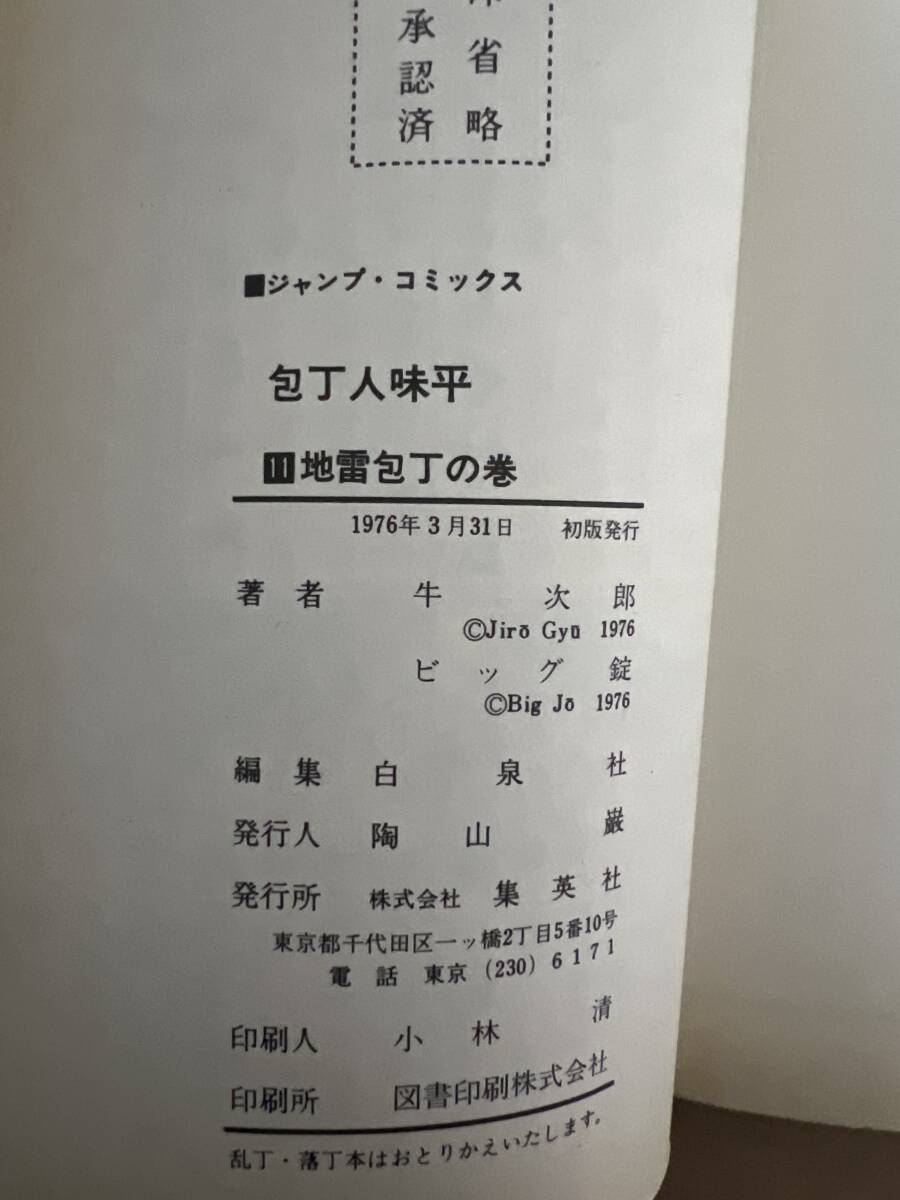 省略
承認済
■ジャンプ・コミックス
包丁人味平
11地雷包丁の巻
1976年3月31日 初版発行
著者 牛次郎
©Jirō Gyū 1976
ビッグ錠
©Big Jō 1976
編集 白泉社
発行人 陶山巌
発行所 株式会社 集英社
東京都千代田区一ッ橋2丁目5番10号
電話 東京(230)6171
印刷人 小林清
印刷所 図書印刷株式会社
乱丁・落丁本はおとりかえいたします。